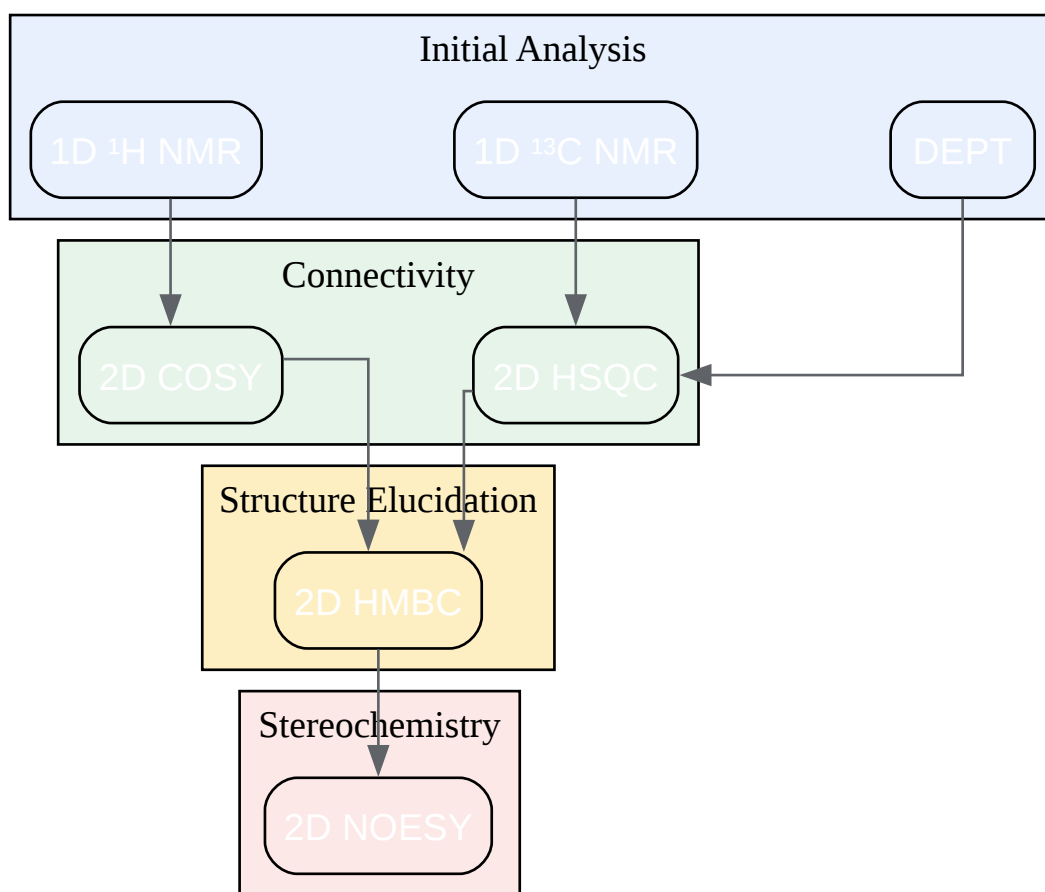 Initial Analysis
1D ¹H NMR
1D ¹³C NMR
DEPT
Connectivity
2D COSY
2D HSQC
Structure Elucidation
2D HMBC
Stereochemistry
2D NOESY